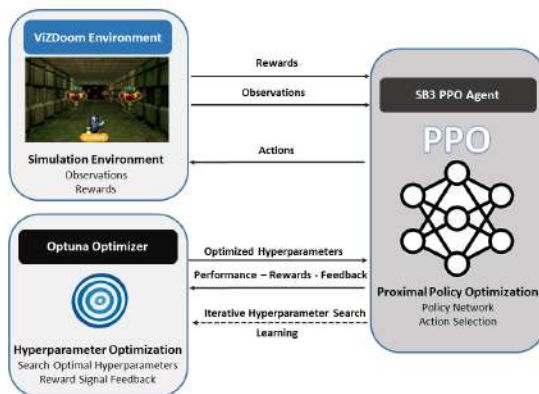 ViZDoom Environment
Simulation Environment
Observations
Rewards
Rewards
Observations
Actions
SB3 PPO Agent
PPO
Proximal Policy Optimization
Policy Network
Action Selection
Optuna Optimizer
Hyperparameter Optimization
Search Optimal Hyperparameters
Reward Signal Feedback
Optimized Hyperparameters
Performance – Rewards - Feedback
Iterative Hyperparameter Search
Learning